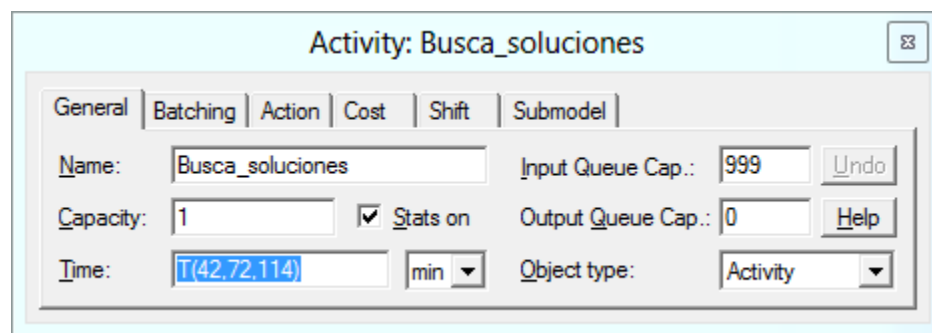 Activity: Busca_soluciones
General Batching Action Cost Shift Submodel
Name: Busca_soluciones Input Queue Cap.: 999 Undo
Capacity: 1 Stats on Output Queue Cap.: 0 Help
Time: T(42,72,114) min Object type: Activity